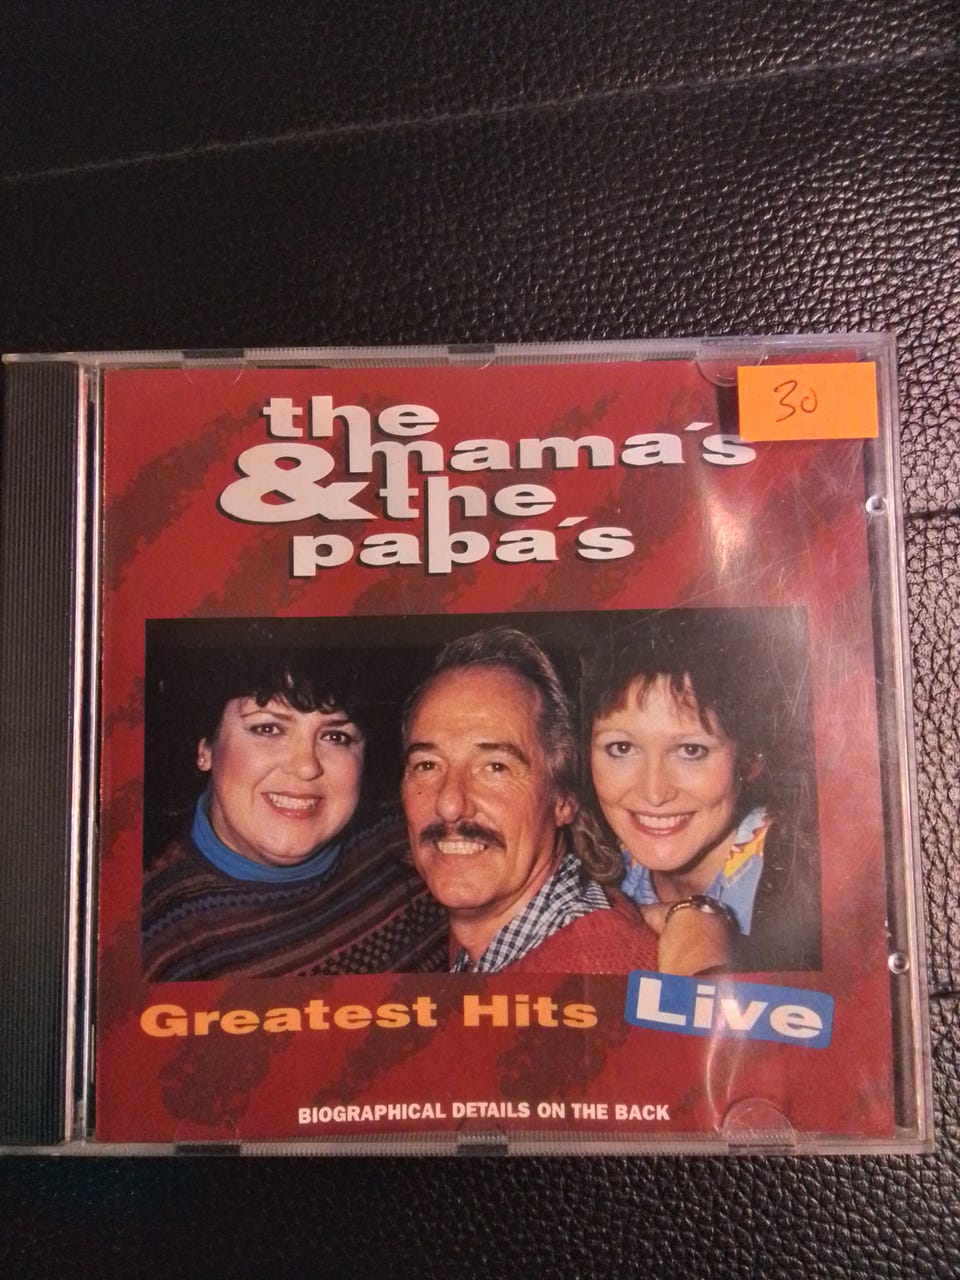 30
the
mama's
& the
papa's
Greatest Hits Live
BIOGRAPHICAL DETAILS ON THE BACK